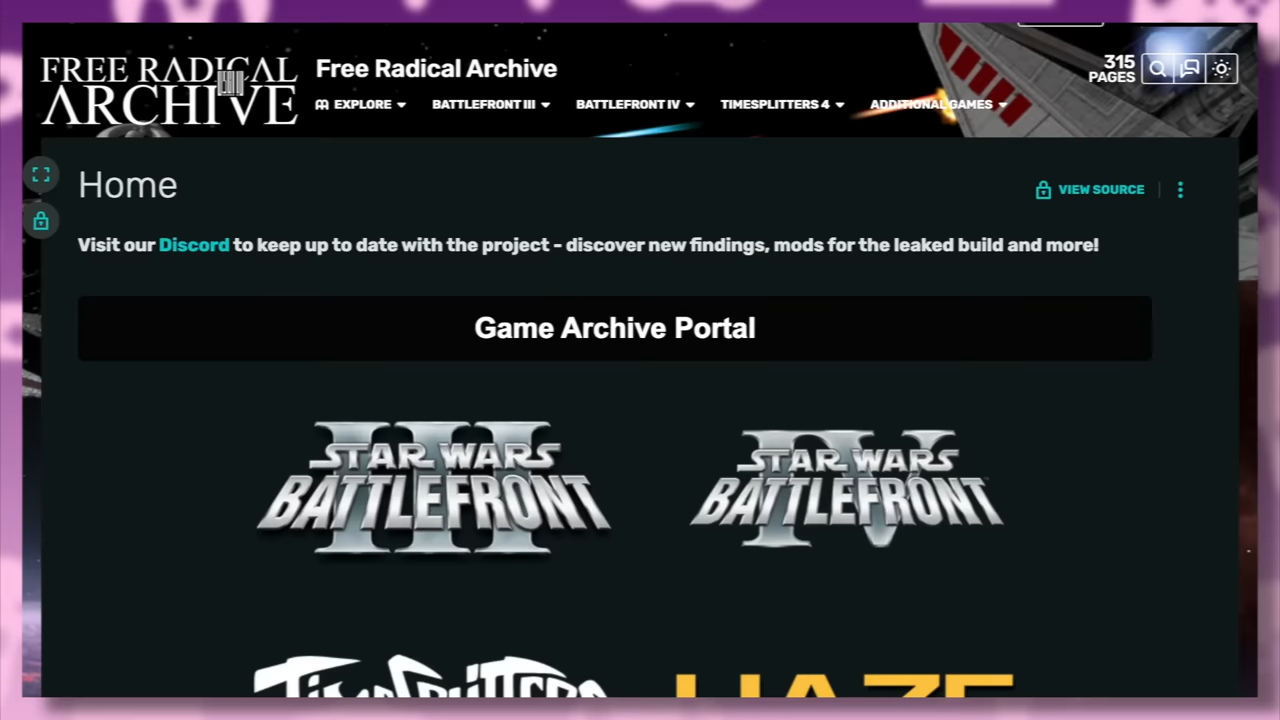 FREE RADICAL
ARCHIVE
Free Radical Archive
EXPLORE
BATTLEFRONT III
BATTLEFRONT IV
TIMESPLITTERS 4
ADDITIONAL GAMES
315
PAGES
Home
VIEW SOURCE
Visit our Discord to keep up to date with the project - discover new findings, mods for the leaked build and more!
Game Archive Portal
III
STAR WARS
BATTLEFRONT
IV
STAR WARS
BATTLEFRONT
TIMESPLITTERS
HAZE